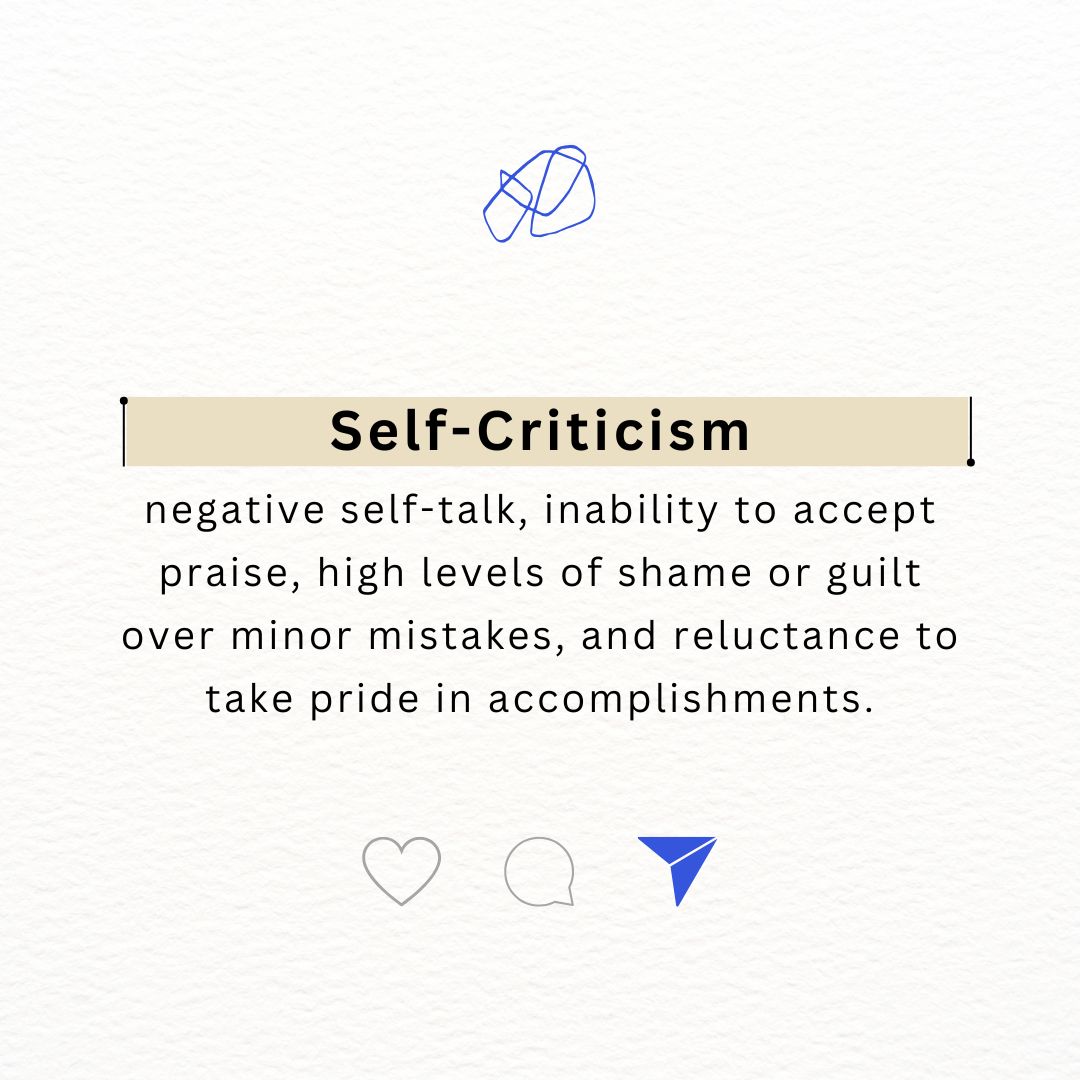 Self-Criticism
negative self-talk, inability to accept
praise, high levels of shame or guilt
over minor mistakes, and reluctance to
take pride in accomplishments.